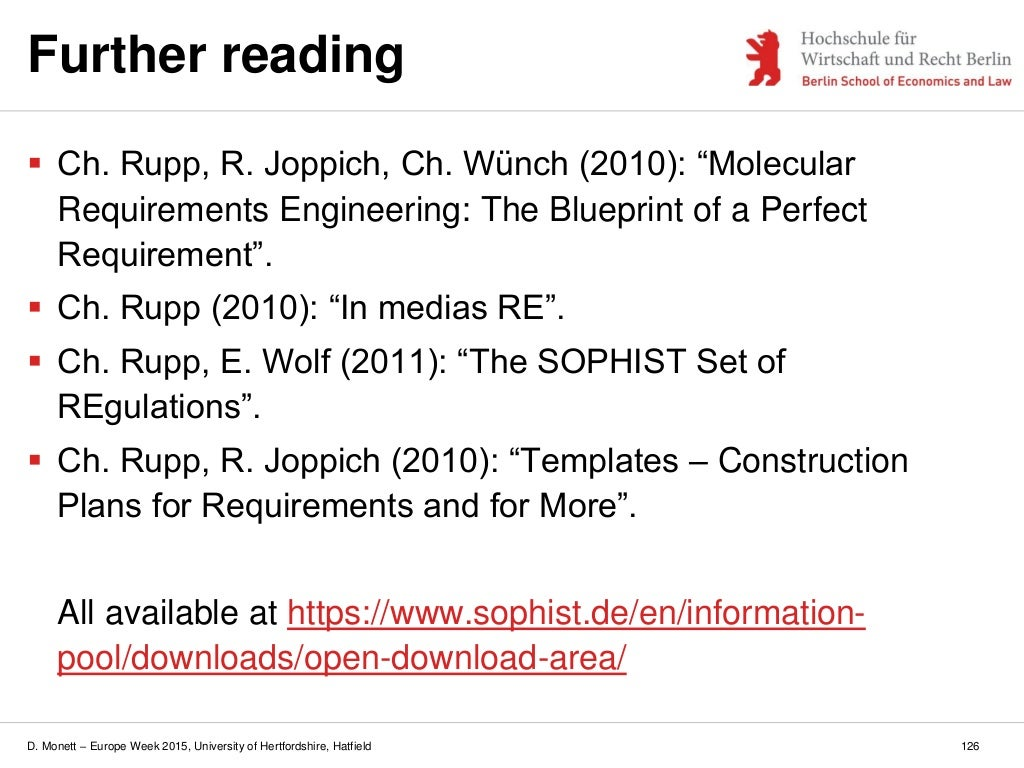 Further reading
Hochschule für
Wirtschaft und Recht Berlin
Berlin School of Economics and Law
▪ Ch. Rupp, R. Joppich, Ch. Wünch (2010): “Molecular
Requirements Engineering: The Blueprint of a Perfect
Requirement”.
▪ Ch. Rupp (2010): “In medias RE”.
▪ Ch. Rupp, E. Wolf (2011): “The SOPHIST Set of
REgulations”.
▪ Ch. Rupp, R. Joppich (2010): “Templates – Construction
Plans for Requirements and for More”.
All available at https://www.sophist.de/en/information-
pool/downloads/open-download-area/
D. Monett – Europe Week 2015, University of Hertfordshire, Hatfield
126